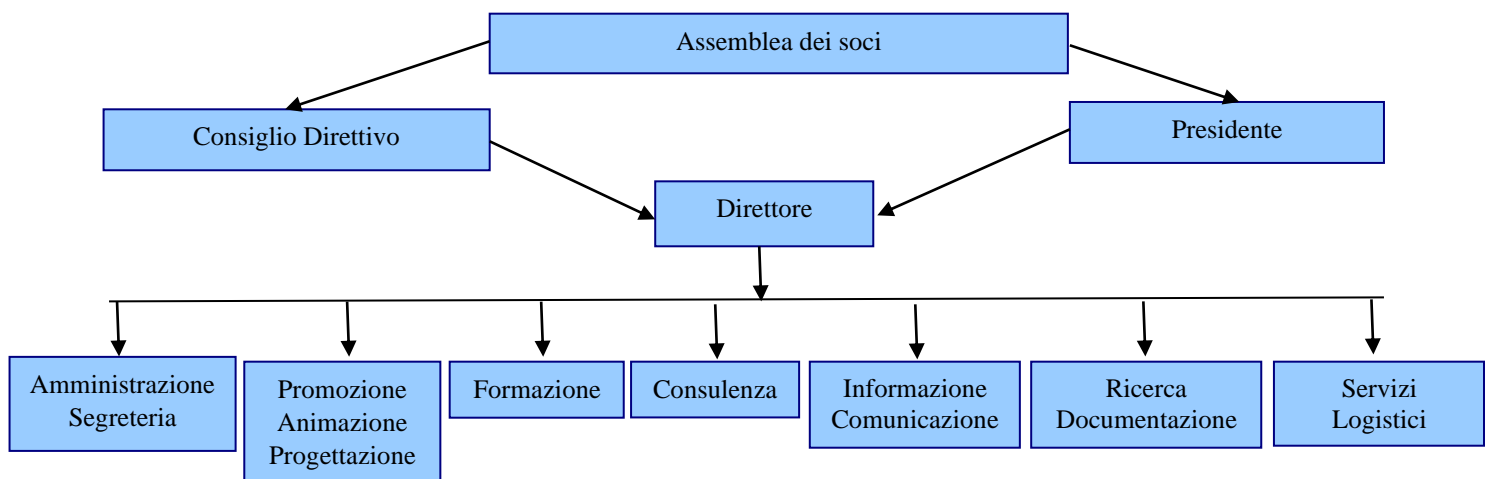 Assemblea dei soci
Consiglio Direttivo
Presidente
Direttore
Amministrazione
Segreteria
Promozione
Animazione
Progettazione
Formazione
Consulenza
Informazione
Comunicazione
Ricerca
Documentazione
Servizi
Logistici